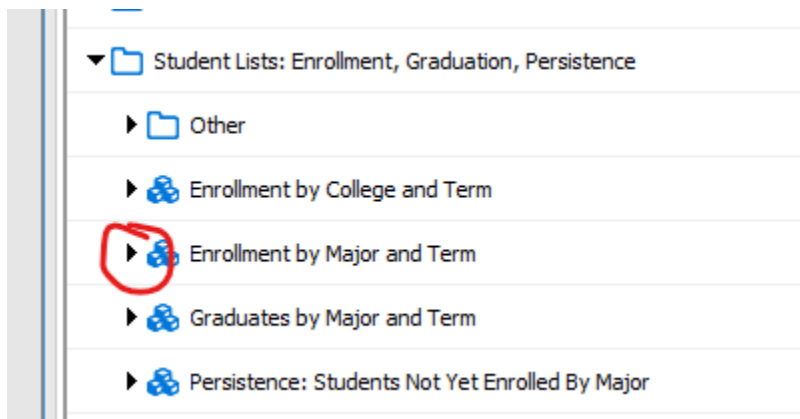 Student Lists: Enrollment, Graduation, Persistence
Other
Enrollment by College and Term
Enrollment by Major and Term
Graduates by Major and Term
Persistence: Students Not Yet Enrolled By Major